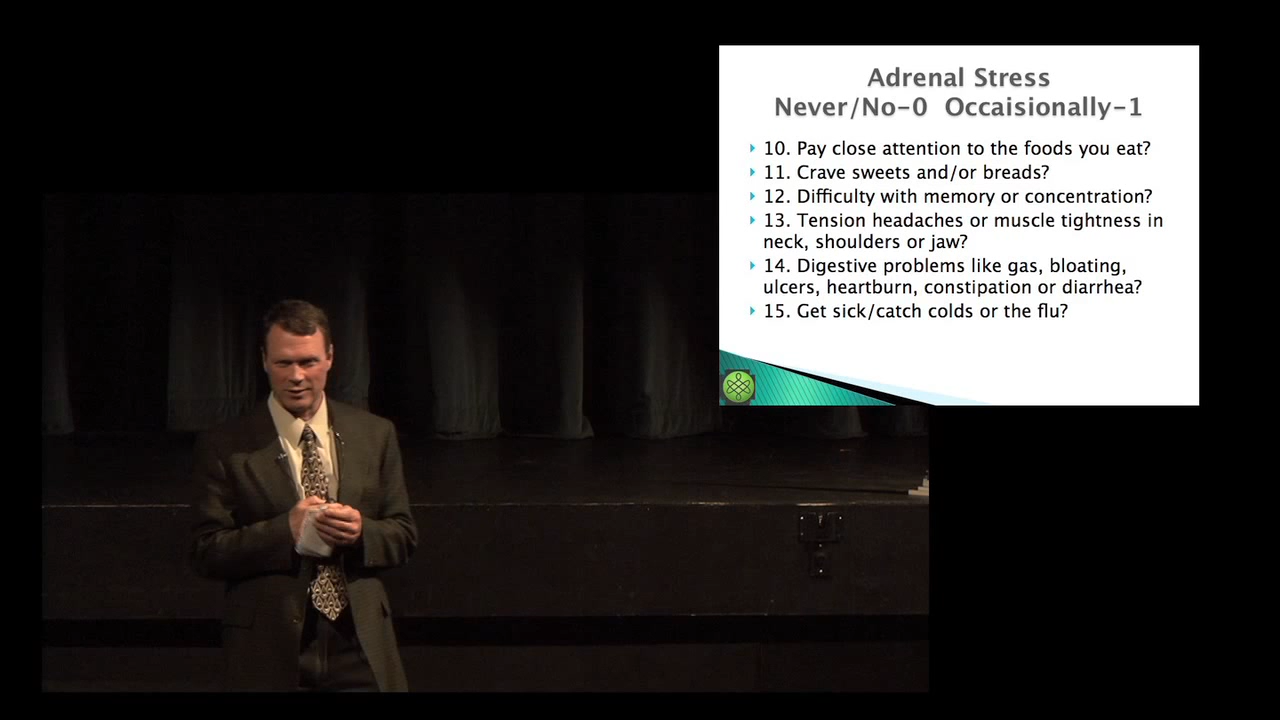 Adrenal Stress
Never/No-0 Occaisionally-1
10. Pay close attention to the foods you eat?
11. Crave sweets and/or breads?
12. Difficulty with memory or concentration?
13. Tension headaches or muscle tightness in
neck, shoulders or jaw?
14. Digestive problems like gas, bloating,
ulcers, heartburn, constipation or diarrhea?
15. Get sick/catch colds or the flu?